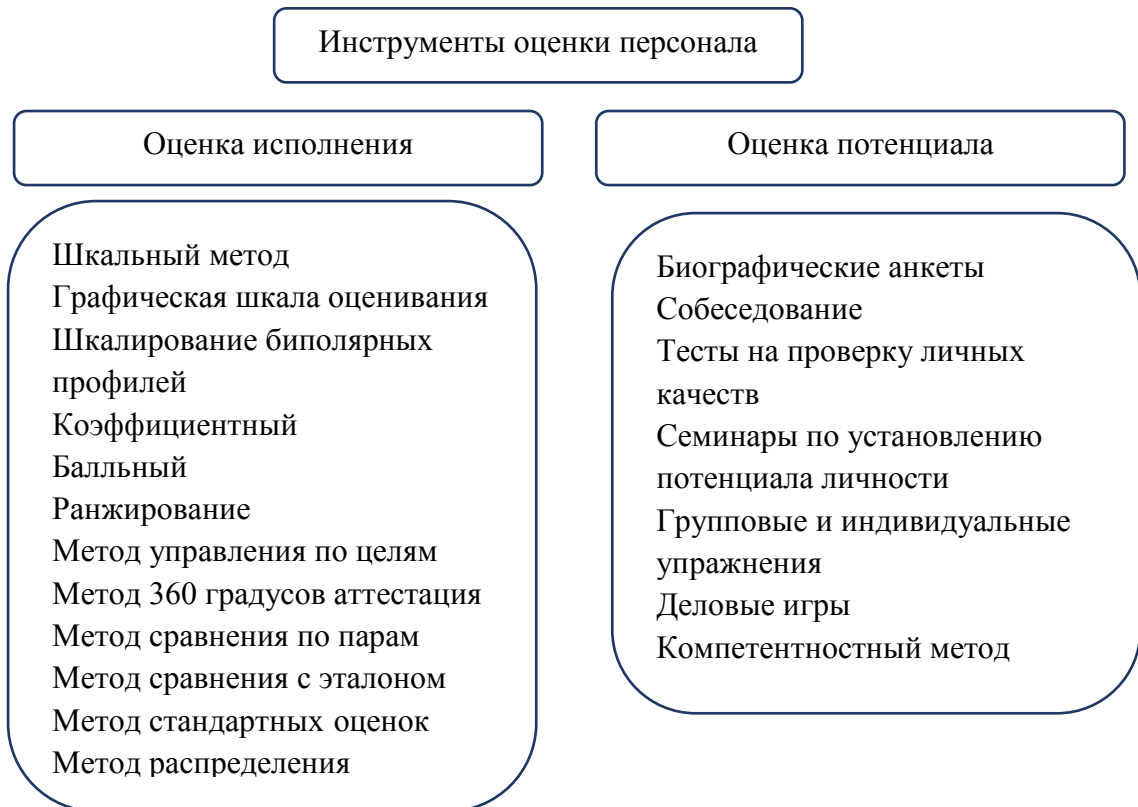 Инструменты оценки персонала
Оценка исполнения
Оценка потенциала
Шкальный метод
Графическая шкала оценивания
Шкалирование биполярных
профилей
Коэффициентный
Балльный
Ранжирование
Метод управления по целям
Метод 360 градусов аттестация
Метод сравнения по парам
Метод сравнения с эталоном
Метод стандартных оценок
Метод распределения
Биографические анкеты
Собеседование
Тесты на проверку личных
качеств
Семинары по установлению
потенциала личности
Групповые и индивидуальные
упражнения
Деловые игры
Компетентностный метод